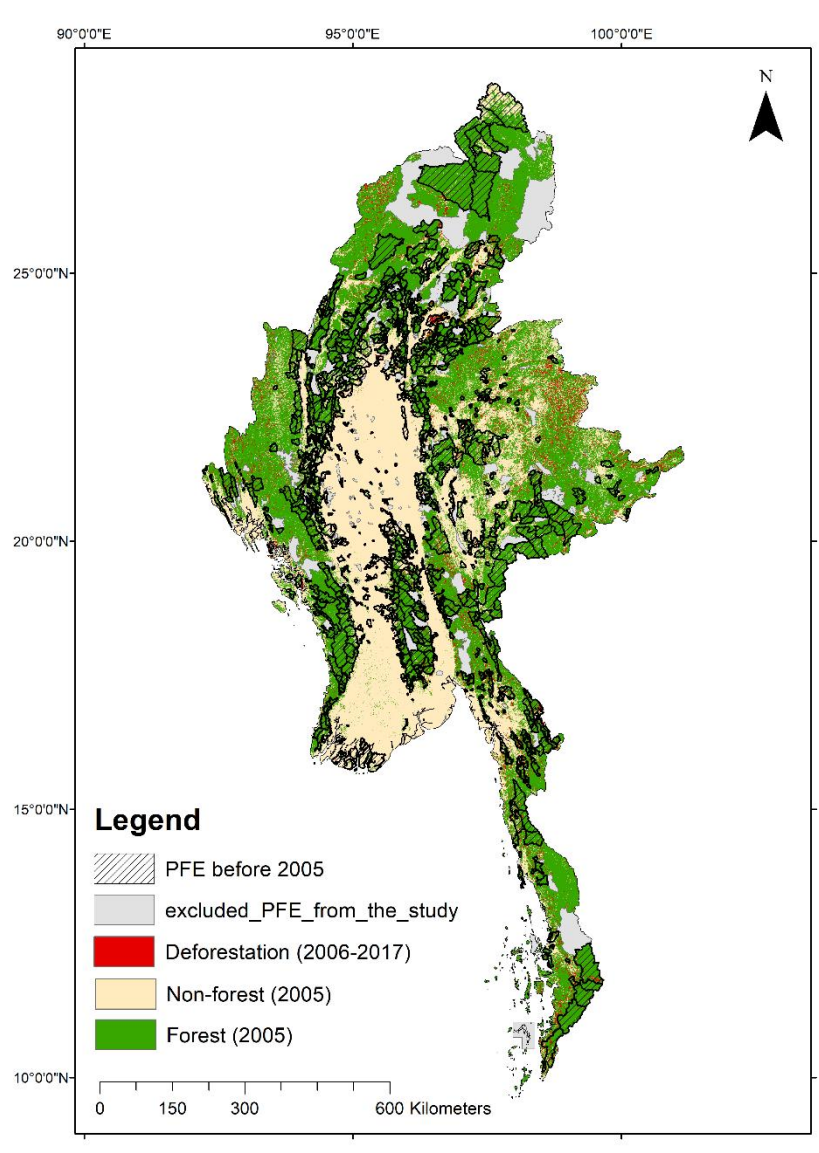 90°0'0"E 95°0'0"E 100°0'0"E
N
25°0'0"N
20°0'0"N
15°0'0"N
10°0'0"N
Legend
PFE before 2005
excluded_PFE_from_the_study
Deforestation (2006-2017)
Non-forest (2005)
Forest (2005)
0 150 300 600 Kilometers